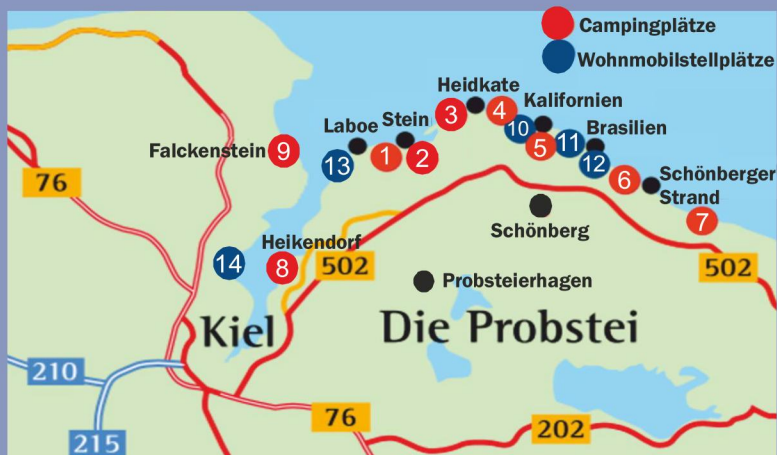 Campingplätze
Wohnmobilstellplätze
Heidkate
3
4
Kalifornien
Laboe
Stein
10
5
11
Brasilien
Falckenstein
9
13
1
2
12
6
Schönberger
Strand
76
7
Schönberg
14
Heikendorf
8
502
502
Probsteierhagen
Kiel
Die Probstei
210
76
202
215